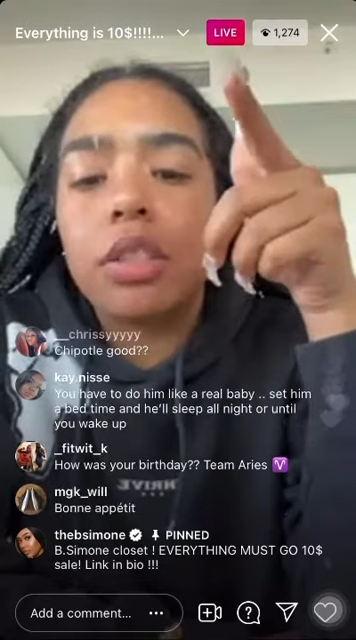 Everything is 10$!!!!...
LIVE
1,274
__chrissyyyyy
Chipotle good??
kay.nisse
You have to do him like a real baby .. set him
a bed time and he'll sleep all night or until
you wake up
_fitwit_k
How was your birthday?? Team Aries ♈
mgk_will
Bonne appétit
thebsimone PINNED
B.Simone closet ! EVERYTHING MUST GO 10$
sale! Link in bio !!!
THRIVE
Add a comment... •••